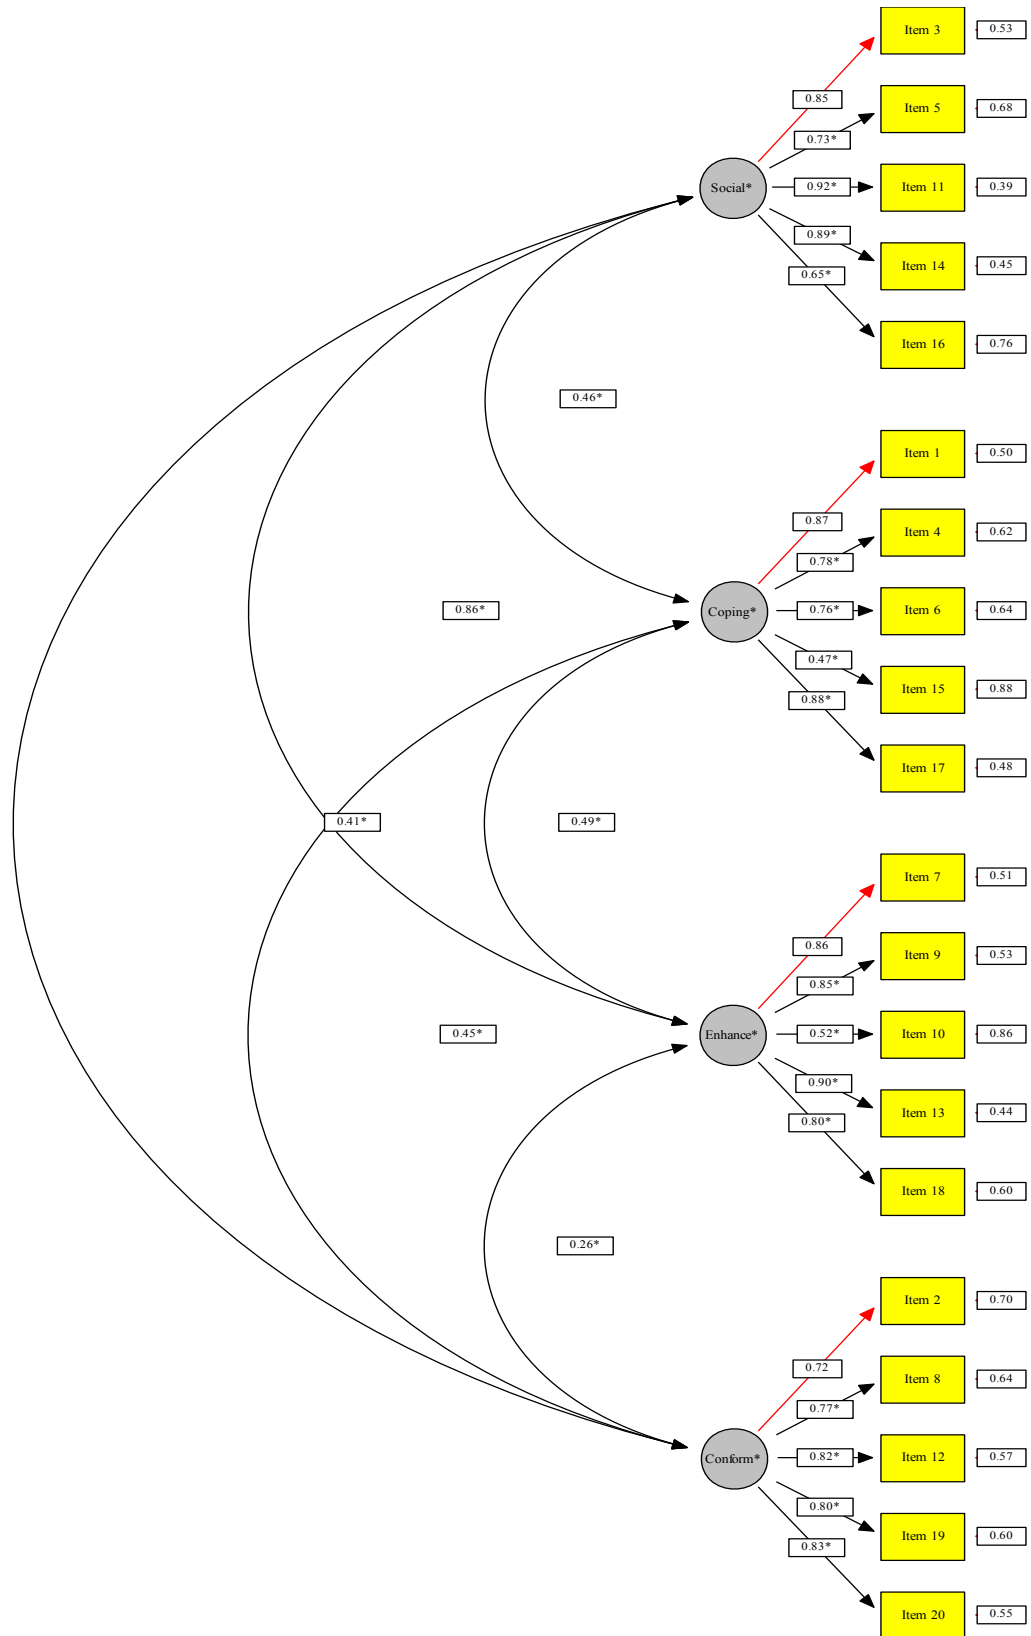 Item 3 0.53
0.85
Item 5 0.68
0.73*
Social* 0.92* Item 11 0.39
0.89*
Item 14 0.45
0.65*
Item 16 0.76
0.46*
Item 1 0.50
0.87
Item 4 0.62
0.78*
0.86* Coping* 0.76* Item 6 0.64
0.47*
Item 15 0.88
0.88*
Item 17 0.48
0.41* 0.49*
Item 7 0.51
0.86
Item 9 0.53
0.85*
0.45* Enhance* 0.52* Item 10 0.86
0.90*
Item 13 0.44
0.80*
Item 18 0.60
0.26*
Item 2 0.70
0.72
Item 8 0.64
0.77*
Conform* 0.82* Item 12 0.57
0.80*
Item 19 0.60
0.83*
Item 20 0.55